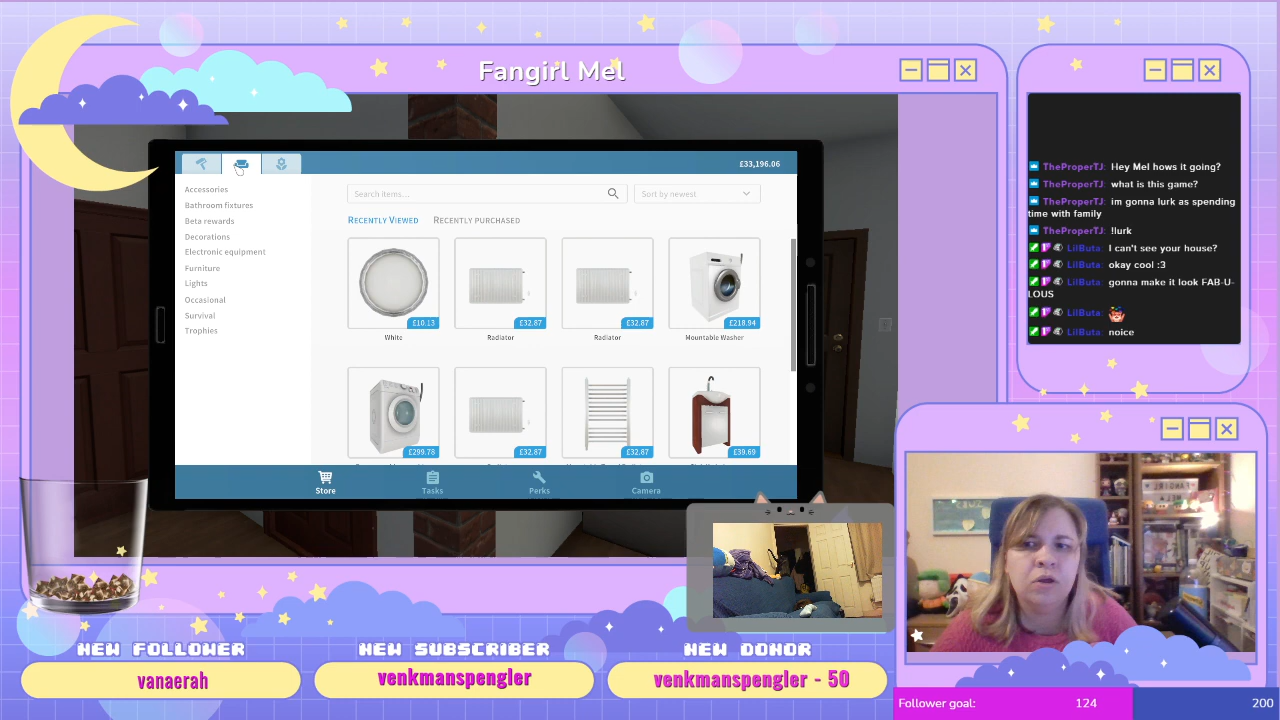 Fangirl Mel
£33,196.06
Accessories
Bathroom fixtures
Beta rewards
Decorations
Electronic equipment
Furniture
Lights
Occasional
Survival
Trophies
Search items...
Sort by newest
RECENTLY VIEWED
RECENTLY PURCHASED
£10.13
£32.87
£32.87
£218.94
White
Radiator
Radiator
Mountable Washer
£299.78
£32.87
£32.87
£39.69
Store
Tasks
Perks
Camera
TheProperTJ: Hey Mel hows it going?
TheProperTJ: what is this game?
TheProperTJ: im gonna lurk as spending
time with family
TheProperTJ: !lurk
LilButa: I can't see your house?
LilButa: okay cool :3
LilButa: gonna make it look FAB-U-
LOUS
LilButa:
LilButa: noice
FANGIRL
MEL
NEW FOLLOWER
vanaerah
NEW SUBSCRIBER
venkmanspengler
NEW DONOR
venkmanspengler - 50
Follower goal:
124
200